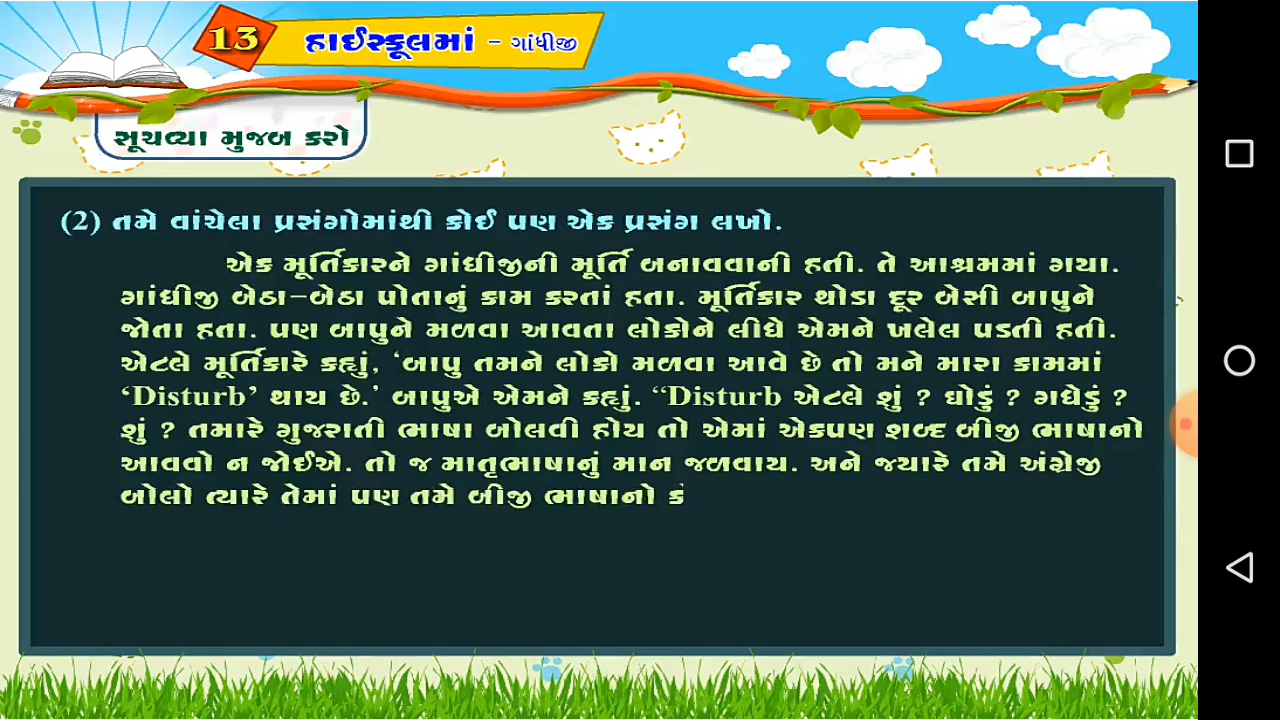 13 હાઈસ્કૂલમાં - ગાંધીજી
સૂચવ્યા મુજબ કરો
(2) તમે વાંચેલા પ્રસંગોમાંથી કોઈ પણ એક પ્રસંગ લખો.
એક મૂર્તિકારને ગાંધીજીની મૂર્તિ બનાવવાની હતી. તે આશ્રમમાં ગયા.
ગાંધીજી બેઠા-બેઠા પોતાનું કામ કરતાં હતા. મૂર્તિકાર થોડા દૂર બેસી બાપુને
જોતા હતા. પણ બાપુને મળવા આવતા લોકોને લીધે એમને ખલેલ પડતી હતી.
એટલે મૂર્તિકારે કહ્યું, ‘બાપુ તમને લોકો મળવા આવે છે તો મને મારા કામમાં
‘Disturb’ થાય છે.’ બાપુએ એમને કહ્યું. “Disturb એટલે શું ? ઘોડું ? ગધેડું ?
શું ? તમારે ગુજરાતી ભાષા બોલવી હોય તો એમાં એકપણ શબ્દ બીજી ભાષાનો
આવવો ન જોઈએ. તો જ માતૃભાષાનું માન જળવાય. અને જ્યારે તમે અંગ્રેજી
બોલો ત્યારે તેમાં પણ તમે બીજી ભાષાનો ક